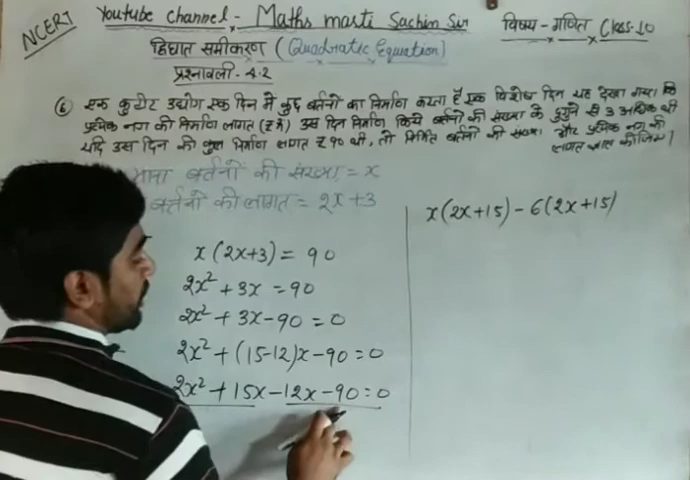 NCERT
Youtube Channel - Maths masti Sachin Sir
विषय - गणित Class-10
द्विघात समीकरण (Quadratic Equation)
प्रश्नावली - 4.2
6 एक कुटीर उद्योग एक दिन में कुछ बर्तनों का निर्माण करता है एक विशेष दिन यह देखा गया कि
प्रत्येक नग की निर्माण लागत (₹ में) उस दिन निर्माण किये बर्तनों की संख्या के दुगुने से 3 अधिक थी
यदि उस दिन की कुल निर्माण लागत ₹ 90 थी, तो निर्मित बर्तनों की संख्या और प्रत्येक नग की
लागत ज्ञात कीजिए।
माना बर्तनों की संख्या = x
बर्तनों की लागत = 2x+3
x(2x+3) = 90
2x² + 3x = 90
2x² + 3x - 90 = 0
2x² + (15-12)x - 90 = 0
2x² + 15x - 12x - 90 = 0
x(2x+15) - 6(2x+15)